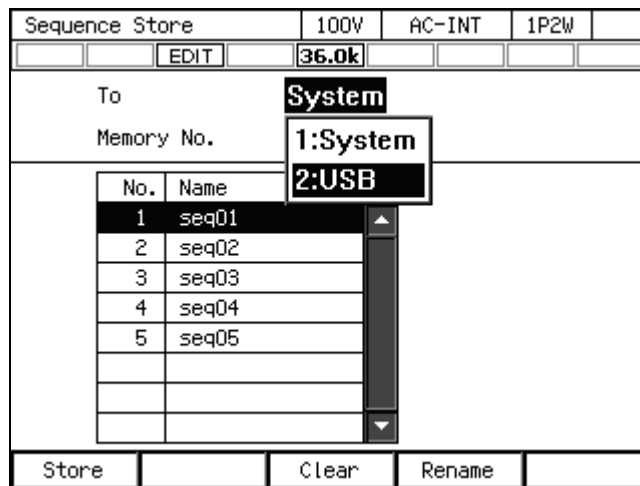 Sequence Store 100V AC-INT 1P2W
EDIT 36.0k
To System
Memory No. 1:System
2:USB
No. Name
1 seq01
2 seq02
3 seq03
4 seq04
5 seq05
Store Clear Rename